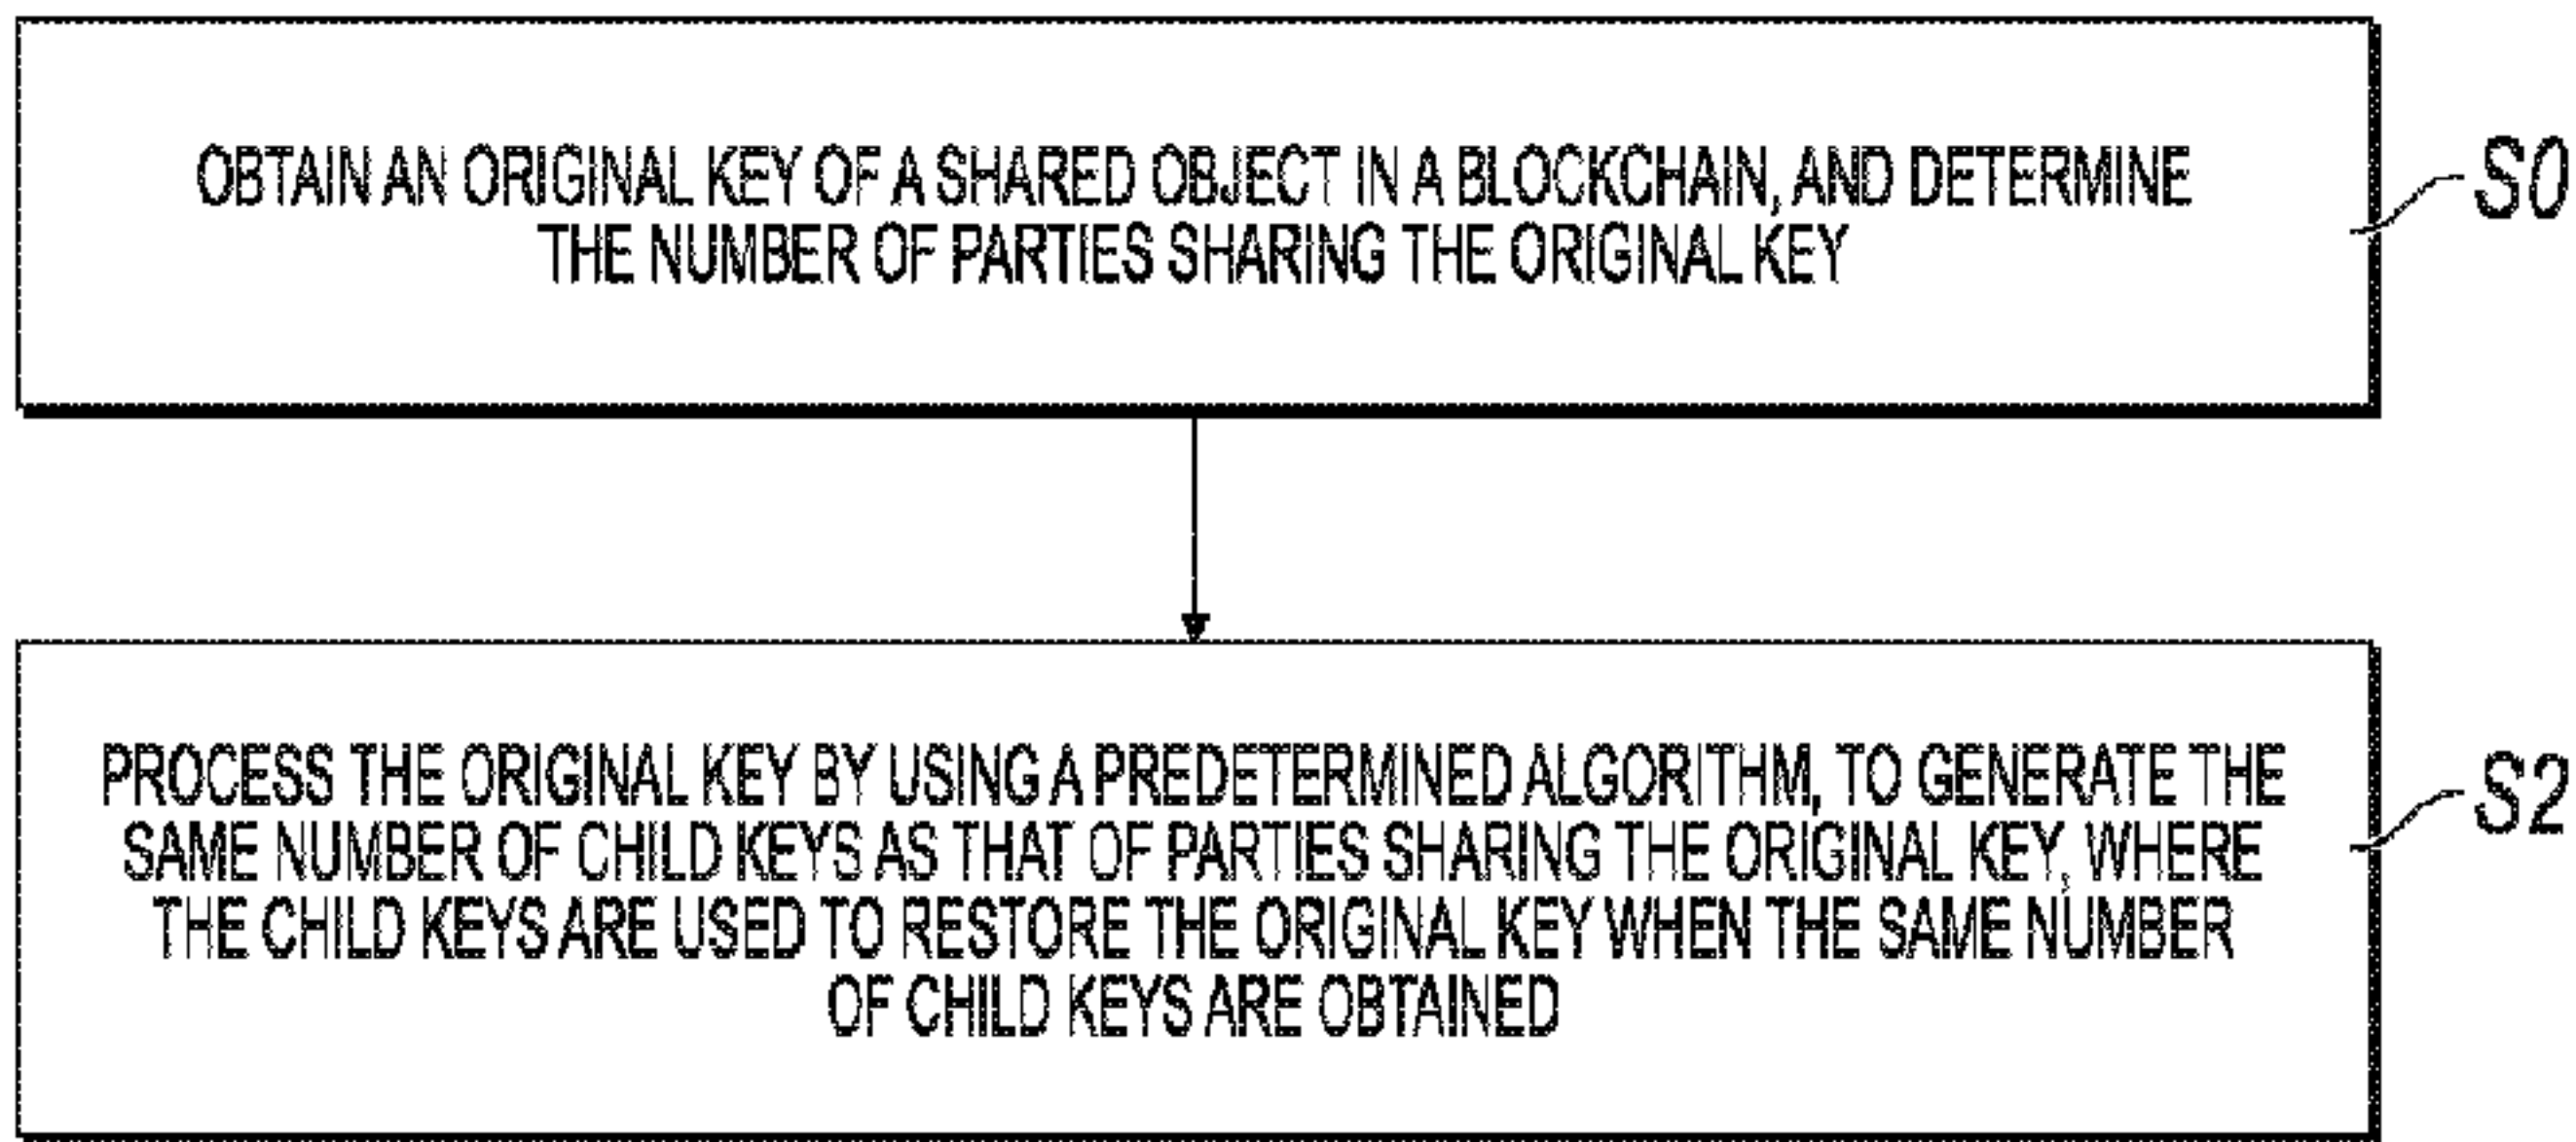 OBTAIN AN ORIGINAL KEY OF A SHARED OBJECT IN A BLOCKCHAIN, AND DETERMINE
THE NUMBER OF PARTIES SHARING THE ORIGINAL KEY
S0
PROCESS THE ORIGINAL KEY BY USING A PREDETERMINED ALGORITHM, TO GENERATE THE
SAME NUMBER OF CHILD KEYS AS THAT OF PARTIES SHARING THE ORIGINAL KEY, WHERE
THE CHILD KEYS ARE USED TO RESTORE THE ORIGINAL KEY WHEN THE SAME NUMBER
OF CHILD KEYS ARE OBTAINED
S2